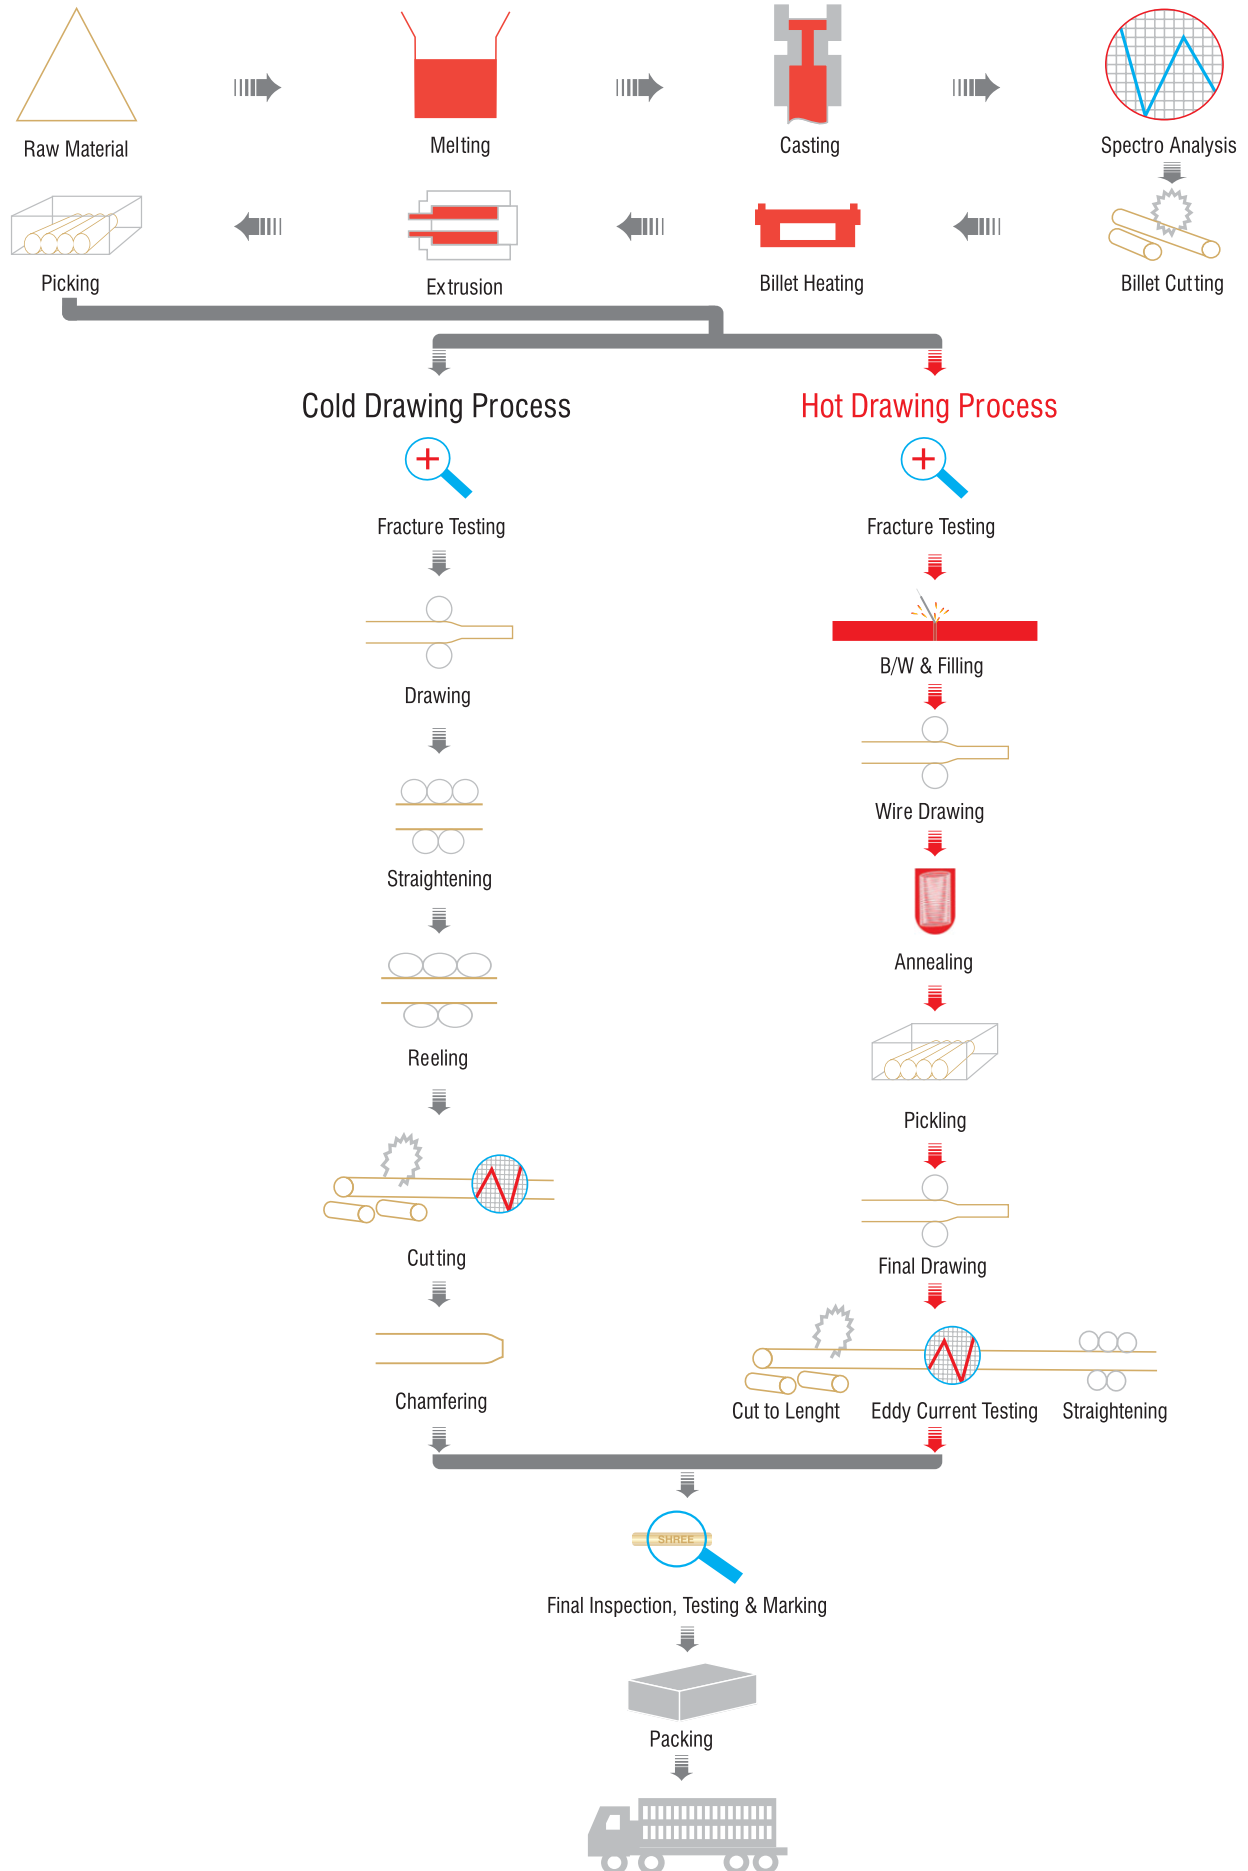 Raw Material
Melting
Casting
Spectro Analysis
Picking
Extrusion
Billet Heating
Billet Cutting
Cold Drawing Process
Hot Drawing Process
Fracture Testing
Fracture Testing
B/W & Filling
Drawing
Wire Drawing
Straightening
Annealing
Reeling
Pickling
Cutting
Final Drawing
Chamfering
Cut to Lenght
Eddy Current Testing
Straightening
SHREE
Final Inspection, Testing & Marking
Packing